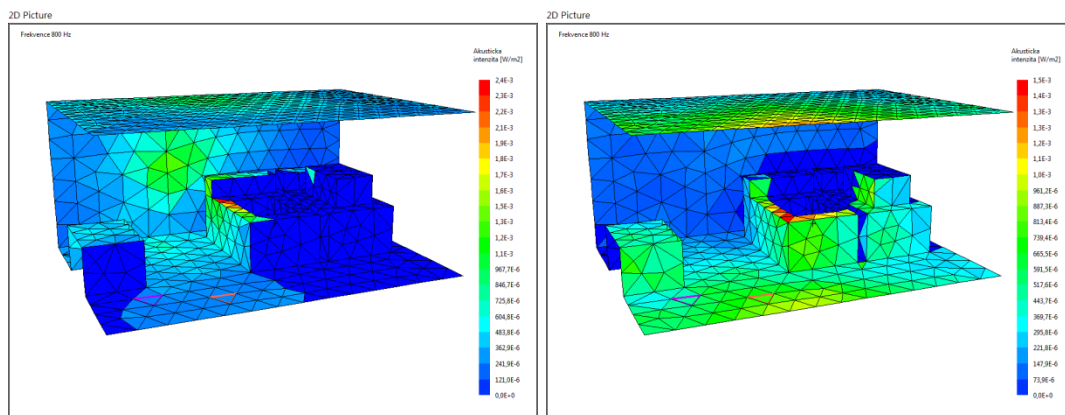 2D Picture
Frekvence 800 Hz
Akusticka
intenzita [W/m2]
2,4E-3
2,3E-3
2,2E-3
2,0E-3
1,9E-3
1,8E-3
1,7E-3
1,6E-3
1,5E-3
1,3E-3
1,2E-3
1,1E-3
967,7E-6
846,7E-6
725,8E-6
604,8E-6
483,8E-6
362,9E-6
241,9E-6
121,0E-6
0,0E+0
2D Picture
Frekvence 800 Hz
Akusticka
intenzita [W/m2]
1,5E-3
1,4E-3
1,3E-3
1,3E-3
1,2E-3
1,1E-3
1,0E-3
961,2E-6
887,3E-6
813,4E-6
739,4E-6
665,5E-6
591,5E-6
517,6E-6
443,7E-6
369,7E-6
295,8E-6
221,8E-6
147,9E-6
73,9E-6
0,0E+0